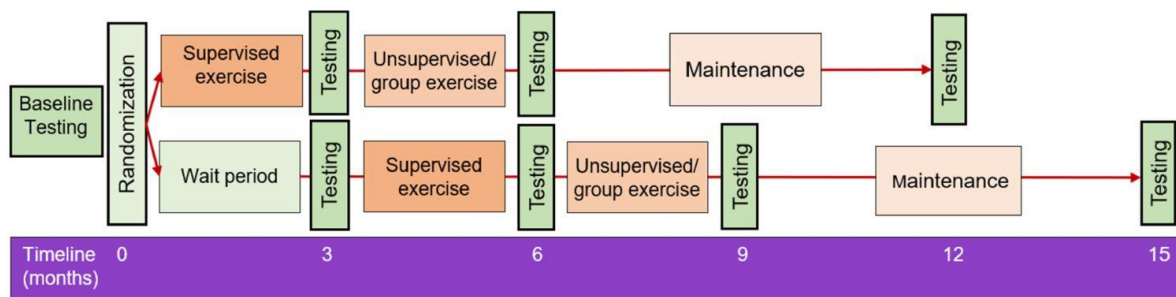 Baseline
Testing
Randomization
Supervised
exercise
Testing
Unsupervised/
group exercise
Testing
Maintenance
Testing
Wait period
Testing
Supervised
exercise
Testing
Unsupervised/
group exercise
Testing
Maintenance
Testing
Timeline 0 3 6 9 12 15
(months)